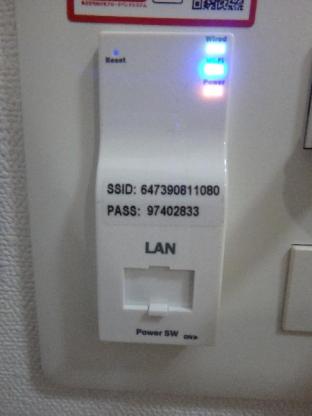 Wired
Reset
Wi-Fi
Power
SSID: 647390811080
PASS: 97402833
LAN
Power SW